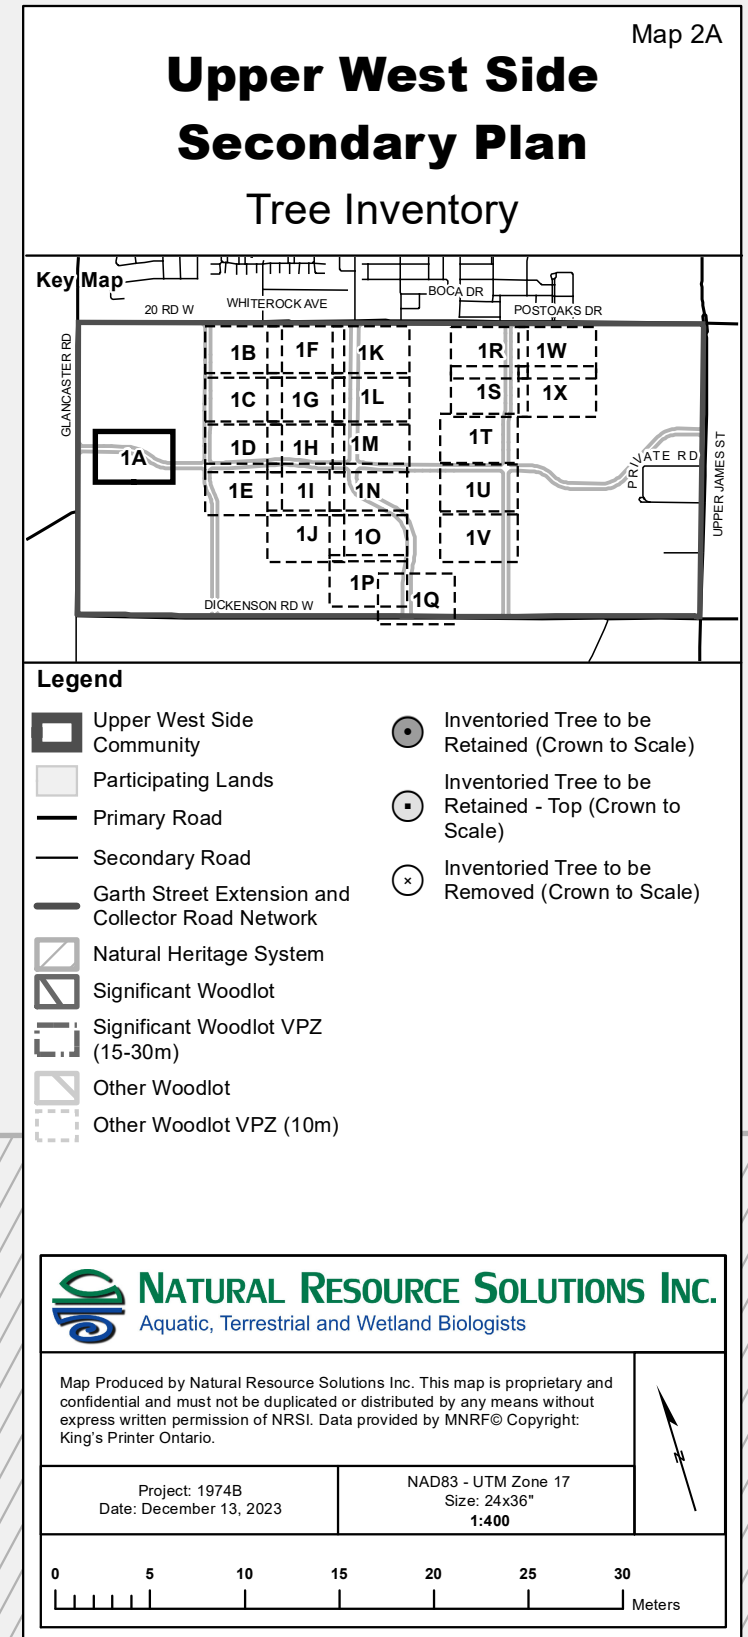 Map 2A
Upper West Side
Secondary Plan
Tree Inventory
Key Map
20 RD W
WHITEROCK AVE
BOCA DR
POSTOAKS DR
GLANCASTER RD
UPPER JAMES ST
PRIVATE RD
DICKENSON RD W
1B 1F 1K 1R 1W
1C 1G 1L 1S 1X
1A 1D 1H 1M 1T
1E 1I 1N 1U
1J 1O 1V
1P 1Q
Legend
Upper West Side
Community
Participating Lands
Primary Road
Secondary Road
Garth Street Extension and
Collector Road Network
Natural Heritage System
Significant Woodlot
Significant Woodlot VPZ
(15-30m)
Other Woodlot
Other Woodlot VPZ (10m)
Inventoried Tree to be
Retained (Crown to Scale)
Inventoried Tree to be
Retained - Top (Crown to
Scale)
Inventoried Tree to be
Removed (Crown to Scale)
NATURAL RESOURCE SOLUTIONS INC.
Aquatic, Terrestrial and Wetland Biologists
Map Produced by Natural Resource Solutions Inc. This map is proprietary and
confidential and must not be duplicated or distributed by any means without
express written permission of NRSI. Data provided by MNRF© Copyright:
King's Printer Ontario.
N
Project: 1974B
Date: December 13, 2023
NAD83 - UTM Zone 17
Size: 24x36"
1:400
0 5 10 15 20 25 30
Meters